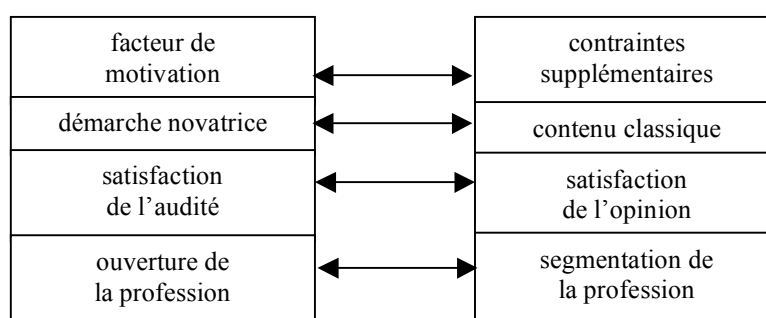 facteur de
motivation
contraintes
supplémentaires
démarche novatrice
contenu classique
satisfaction
de l’audité
satisfaction
de l’opinion
ouverture de
la profession
segmentation de
la profession